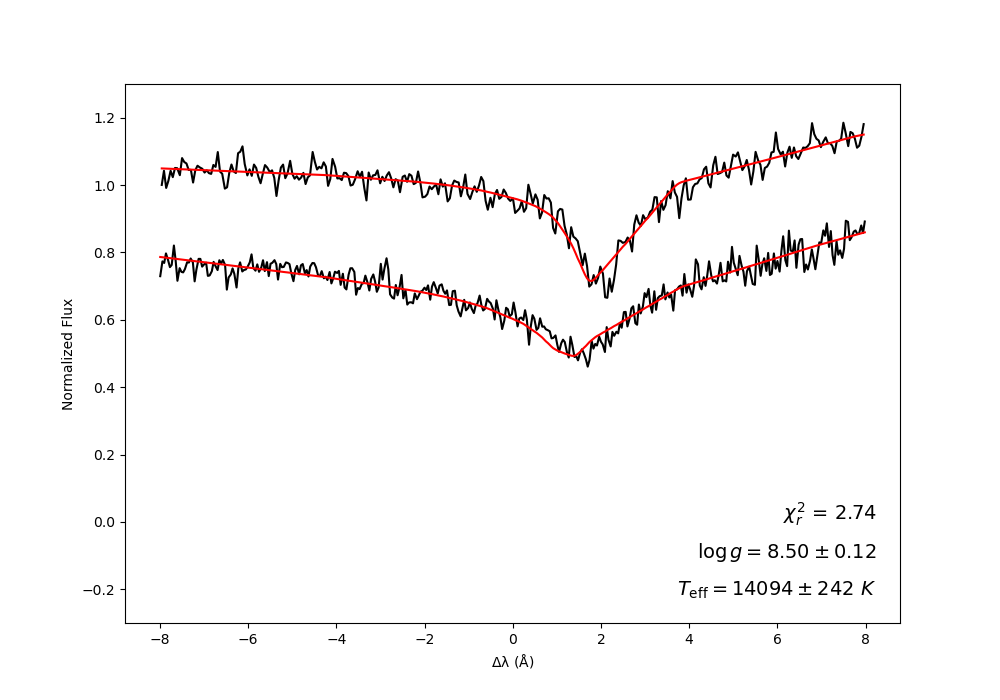 1.2
1.0
0.8
0.6
0.4
0.2
0.0
−0.2
Normalized Flux
χ²ᵣ = 2.74
log g = 8.50 ± 0.12
T_eff = 14094 ± 242 K
−8 −6 −4 −2 0 2 4 6 8
Δλ (Å)